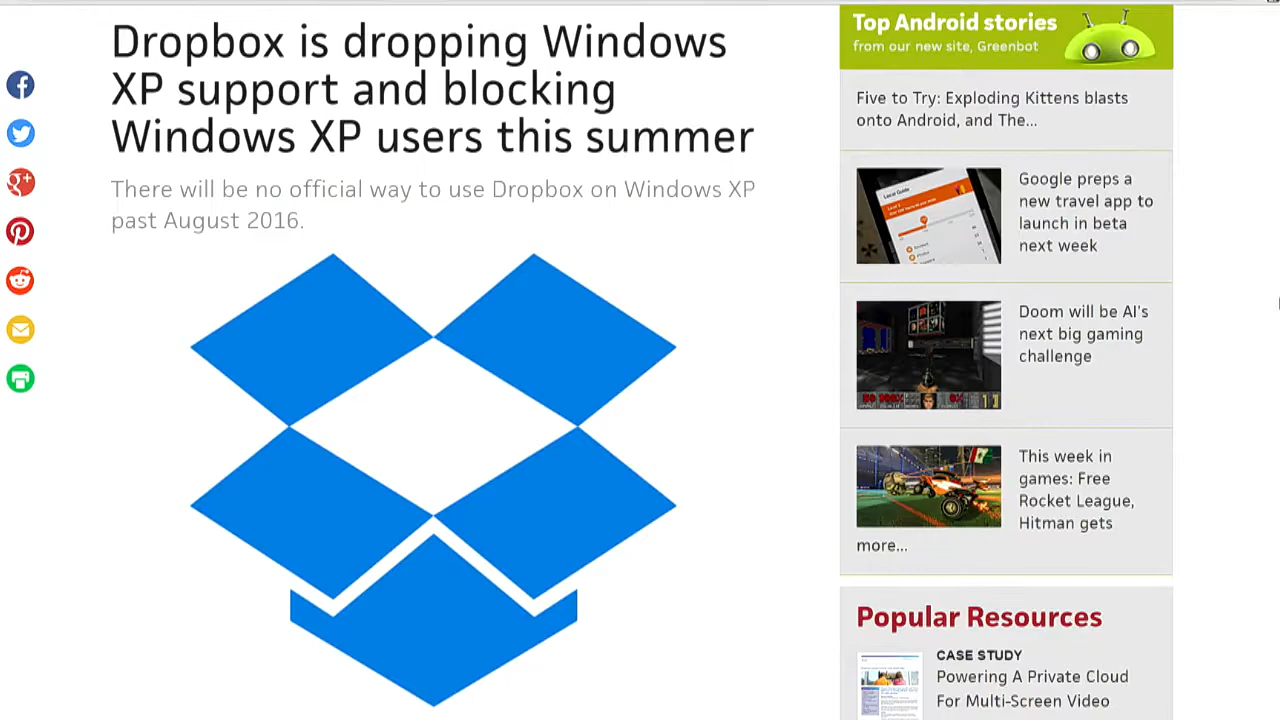 Dropbox is dropping Windows
XP support and blocking
Windows XP users this summer
There will be no official way to use Dropbox on Windows XP
past August 2016.
Top Android stories
from our new site, Greenbot
Five to Try: Exploding Kittens blasts
onto Android, and The...
Google preps a
new travel app to
launch in beta
next week
Doom will be AI's
next big gaming
challenge
This week in
games: Free
Rocket League,
Hitman gets
more...
Popular Resources
CASE STUDY
Powering A Private Cloud
For Multi-Screen Video